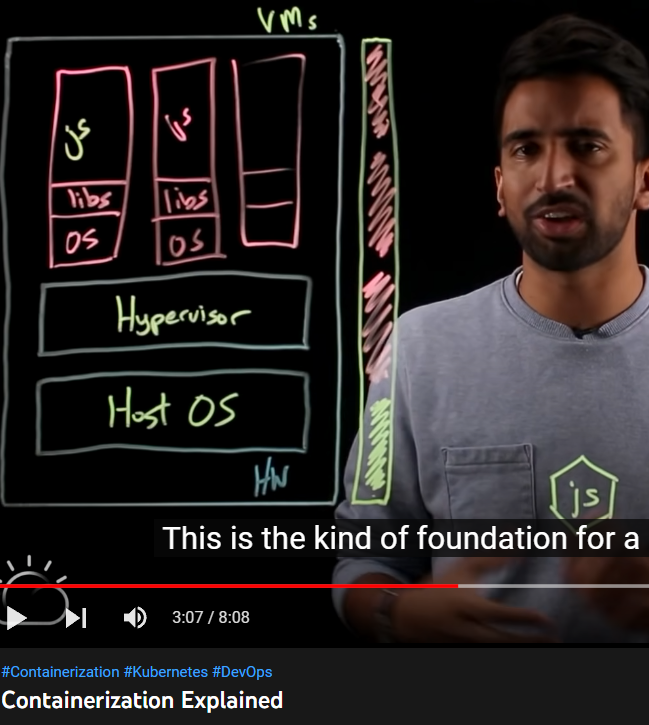 VMs
js
js
libs
libs
OS
OS
Hypervisor
Host OS
HW
js
This is the kind of foundation for a
3:07 / 8:08
#Containerization #Kubernetes #DevOps
Containerization Explained